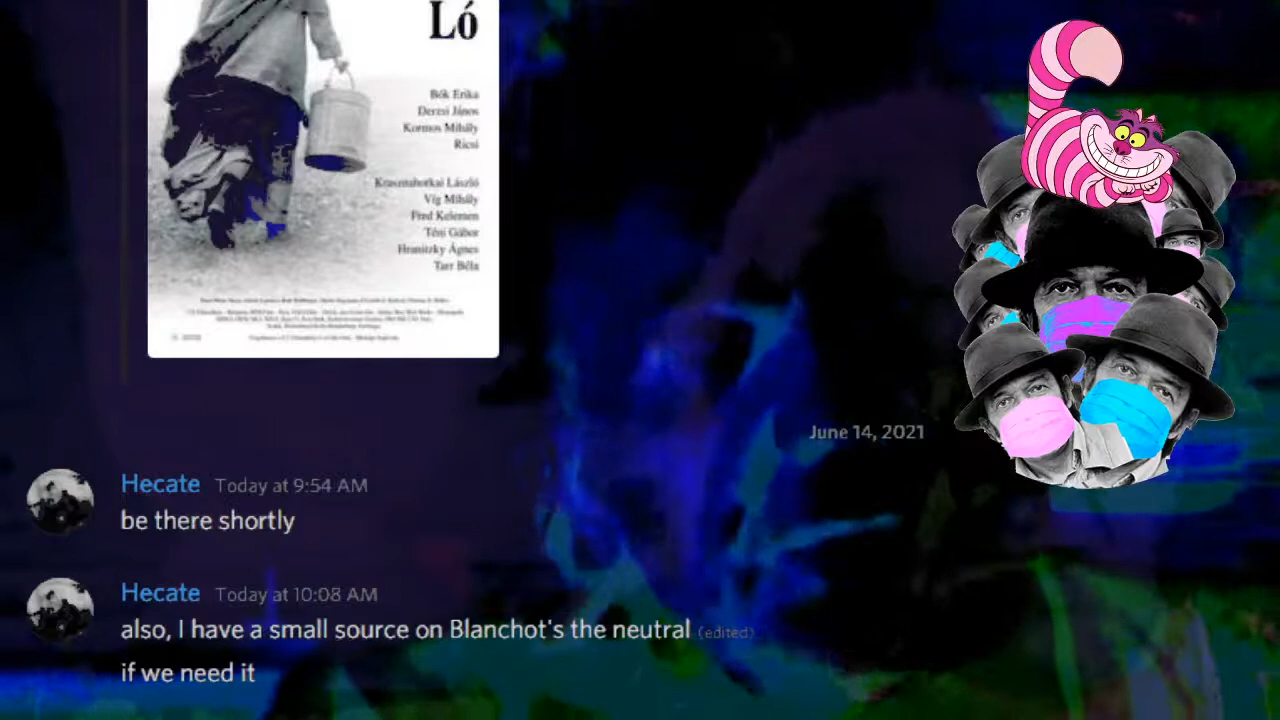 Ló
Bók Erika
Derzsi János
Kormos Mihály
Ricsi
Krasznahorkai László
Víg Mihály
Fred Kelemen
Téni Gábor
Hranitzky Ágnes
Tarr Béla
June 14, 2021
Hecate Today at 9:54 AM
be there shortly
Hecate Today at 10:08 AM
also, I have a small source on Blanchot's the neutral (edited)
if we need it